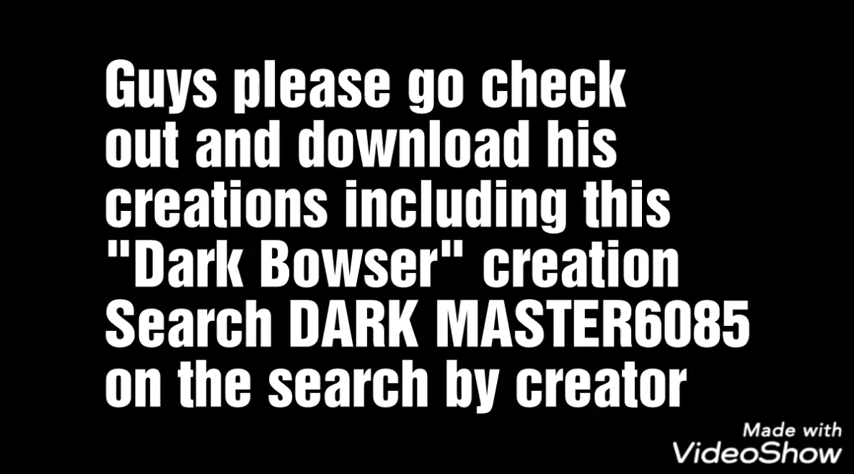 Guys please go check
out and download his
creations including this
"Dark Bowser" creation
Search DARK MASTER6085
on the search by creator
Made with
VideoShow